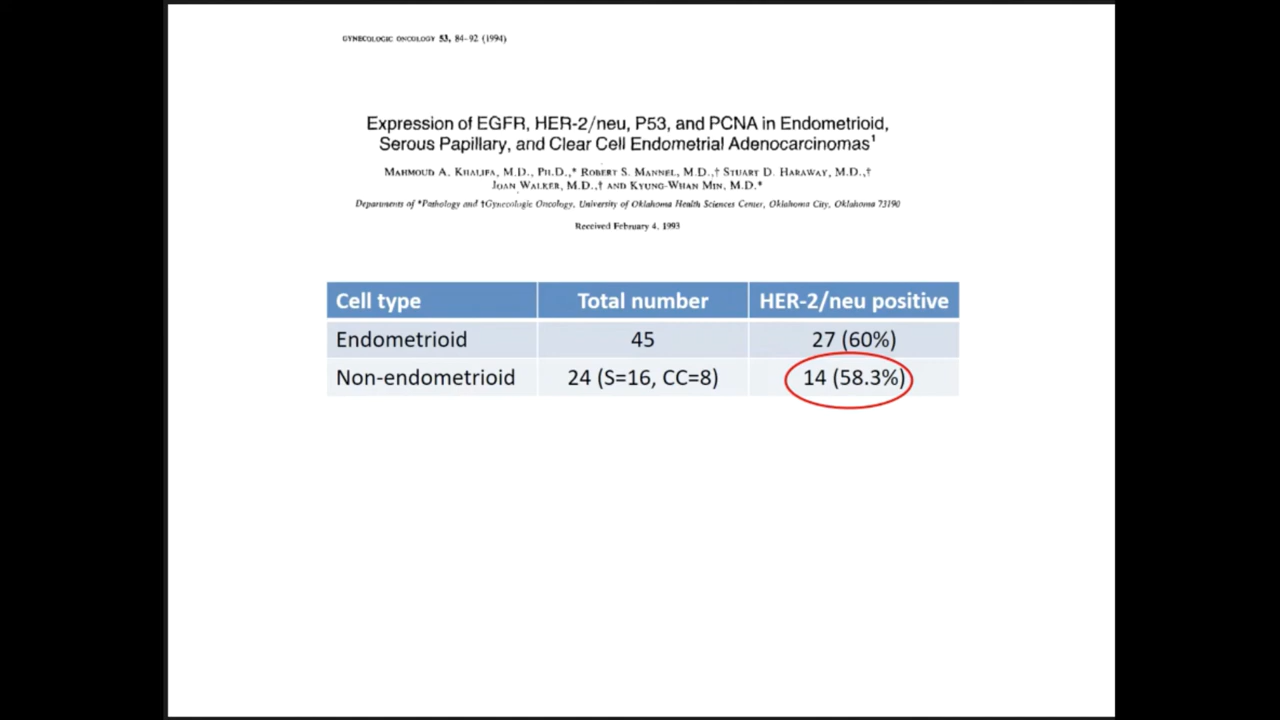 GYNECOLOGIC ONCOLOGY 53, 84–92 (1994)
Expression of EGFR, HER-2/neu, P53, and PCNA in Endometrioid,
Serous Papillary, and Clear Cell Endometrial Adenocarcinomas¹
MAHMOUD A. KHALIFA, M.D., PH.D.,* ROBERT S. MANNEL, M.D.,† STUART D. HARAWAY, M.D.,†
JOAN WALKER, M.D.,† AND KYUNG-WHAN MIN, M.D.*
Departments of *Pathology and †Gynecologic Oncology, University of Oklahoma Health Sciences Center, Oklahoma City, Oklahoma 73190
Received February 4, 1993
Cell type Total number HER-2/neu positive
Endometrioid 45 27 (60%)
Non-endometrioid 24 (S=16, CC=8) 14 (58.3%)